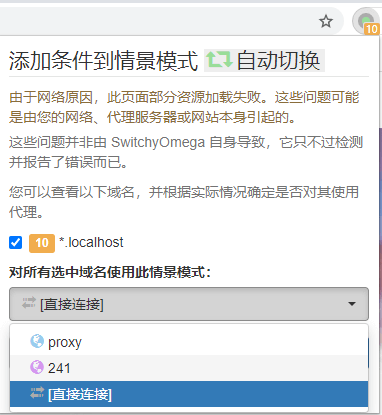 10
添加条件到情景模式 自动切换
由于网络原因，此页面部分资源加载失败。这些问题可能
是由您的网络、代理服务器或网站本身引起的。
这些问题并非由 SwitchyOmega 自身导致，它只不过检测
并报告了错误而已。
您可以查看以下域名，并根据实际情况确定是否对其使用
代理。
10 *.localhost
对所有选中域名使用此情景模式：
[直接连接]
proxy
241
[直接连接]